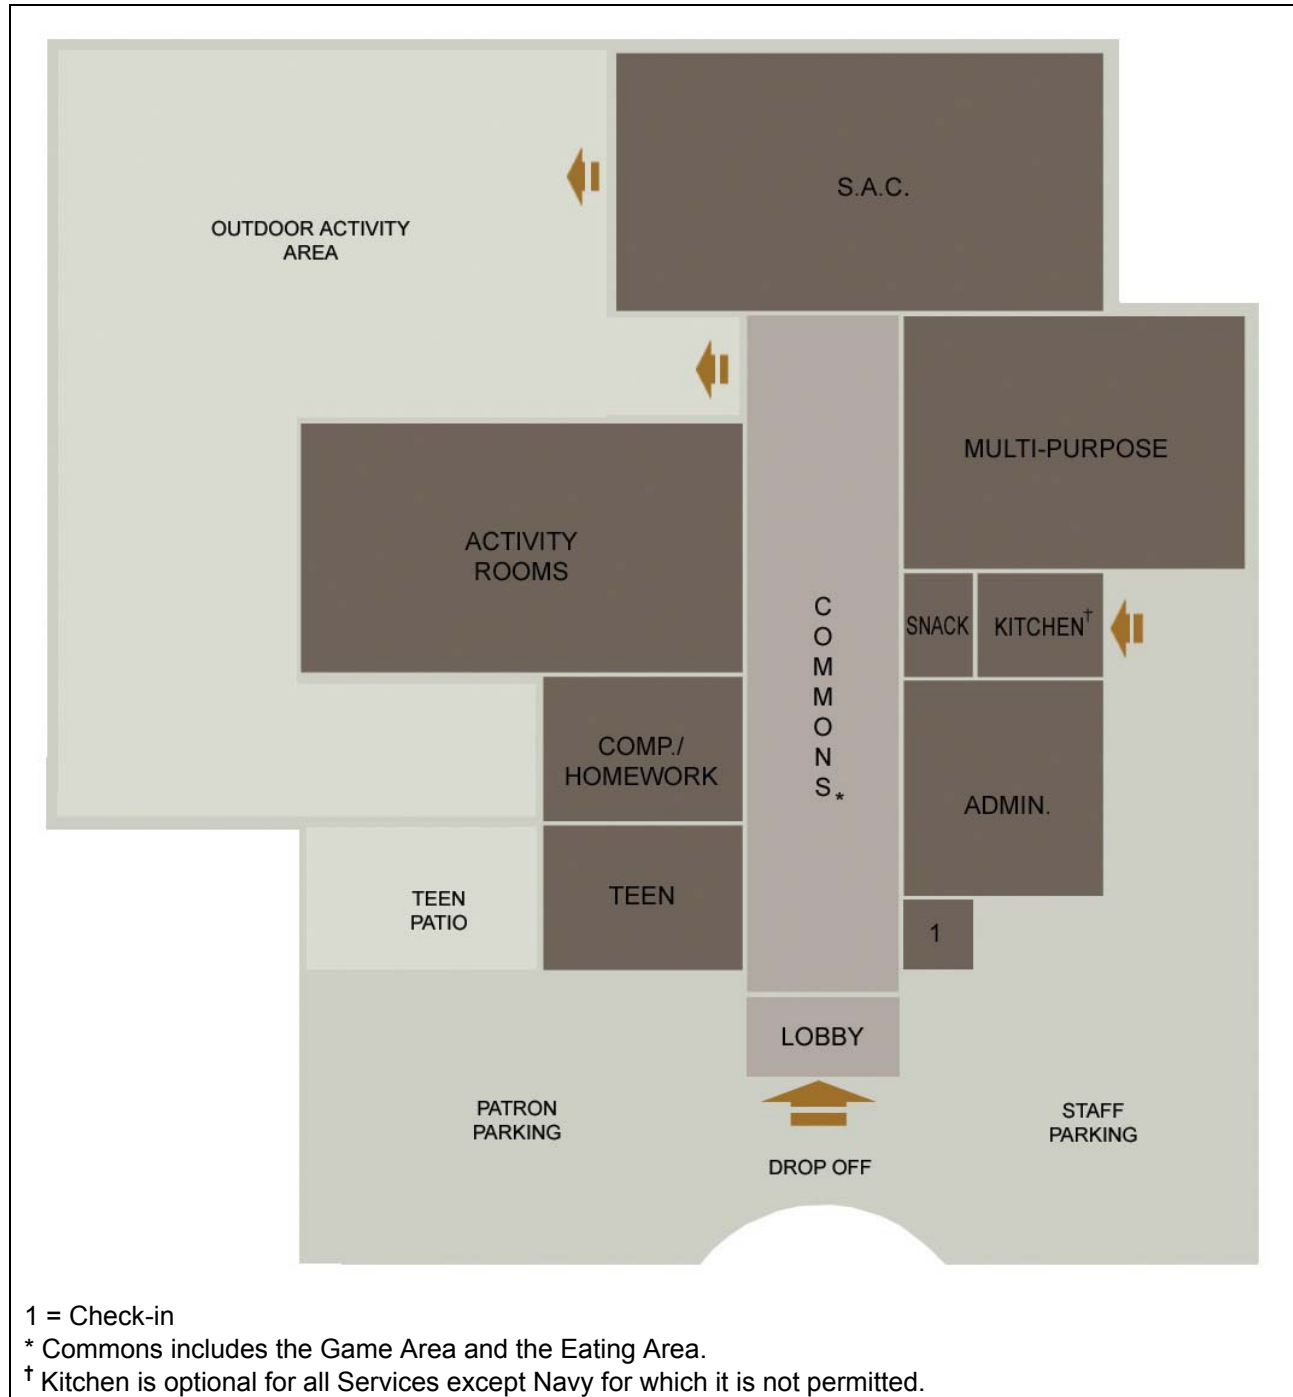 S.A.C.
OUTDOOR ACTIVITY
AREA
MULTI-PURPOSE
ACTIVITY
ROOMS
C
O
M
M
O
N
S*
SNACK
KITCHEN†
COMP./
HOMEWORK
ADMIN.
TEEN
PATIO
TEEN
1
LOBBY
PATRON
PARKING
STAFF
PARKING
DROP OFF
1 = Check-in
* Commons includes the Game Area and the Eating Area.
† Kitchen is optional for all Services except Navy for which it is not permitted.